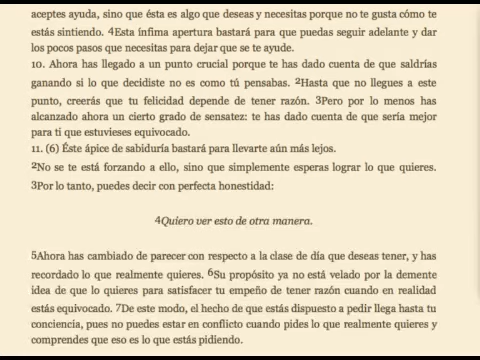 aceptes ayuda, sino que ésta es algo que deseas y necesitas porque no te gusta cómo te
estás sintiendo. 4Esta ínfima apertura bastará para que puedas seguir adelante y dar
los pocos pasos que necesitas para dejar que se te ayude.
10. Ahora has llegado a un punto crucial porque te has dado cuenta de que saldrías
ganando si lo que decidiste no es como tú pensabas. ²Hasta que no llegues a este
punto, creerás que tu felicidad depende de tener razón. ³Pero por lo menos has
alcanzado ahora un cierto grado de sensatez: te has dado cuenta de que sería mejor
para ti que estuvieses equivocado.
11. (6) Éste ápice de sabiduría bastará para llevarte aún más lejos.
²No se te está forzando a ello, sino que simplemente esperas lograr lo que quieres.
3Por lo tanto, puedes decir con perfecta honestidad:
4Quiero ver esto de otra manera.
5Ahora has cambiado de parecer con respecto a la clase de día que deseas tener, y has
recordado lo que realmente quieres. ⁶Su propósito ya no está velado por la demente
idea de que lo quieres para satisfacer tu empeño de tener razón cuando en realidad
estás equivocado. 7De este modo, el hecho de que estás dispuesto a pedir llega hasta tu
conciencia, pues no puedes estar en conflicto cuando pides lo que realmente quieres y
comprendes que eso es lo que estás pidiendo.